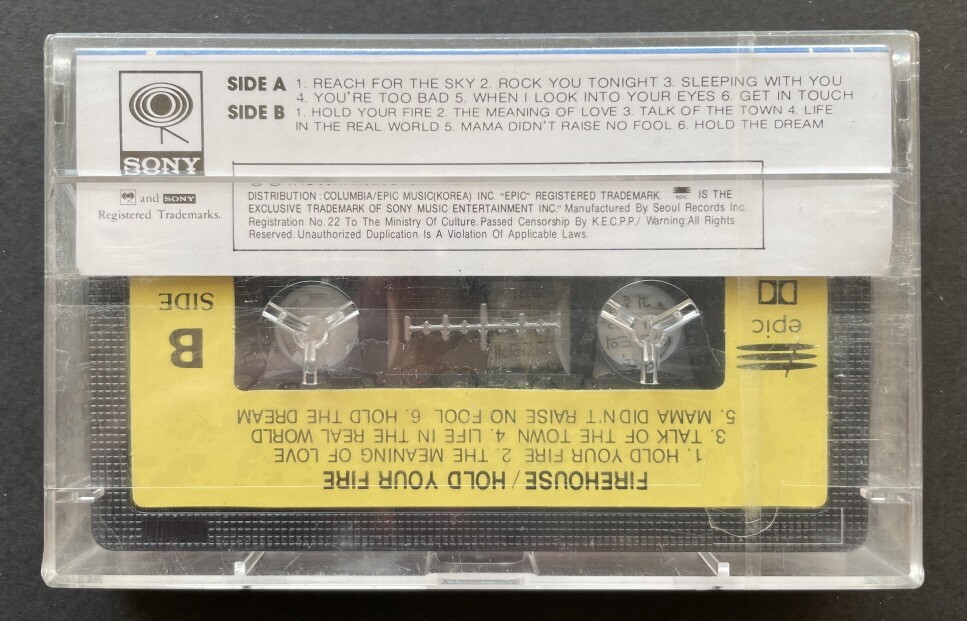 SIDE A 1. REACH FOR THE SKY 2. ROCK YOU TONIGHT 3. SLEEPING WITH YOU
4. YOU'RE TOO BAD 5. WHEN I LOOK INTO YOUR EYES 6. GET IN TOUCH
SIDE B 1. HOLD YOUR FIRE 2. THE MEANING OF LOVE 3. TALK OF THE TOWN 4. LIFE
IN THE REAL WORLD 5. MAMA DIDN'T RAISE NO FOOL 6. HOLD THE DREAM
SONY
and SONY
Registered Trademarks.
DISTRIBUTION : COLUMBIA/EPIC MUSIC(KOREA) INC. "EPIC" REGISTERED TRADEMARK. epic IS THE
EXCLUSIVE TRADEMARK OF SONY MUSIC ENTERTAINMENT INC." Manufactured By Seoul Records Inc.
Registration No. 22 To The Ministry Of Culture. Passed Censorship By K.E.C.P.P./ Warning;All Rights
Reserved. Unauthorized Duplication Is A Violation Of Applicable Laws.
FIREHOUSE / HOLD YOUR FIRE
1. HOLD YOUR FIRE 2. THE MEANING OF LOVE
3. TALK OF THE TOWN 4. LIFE IN THE REAL WORLD
5. MAMA DIDN'T RAISE NO FOOL 6. HOLD THE DREAM
epic
SIDE
B